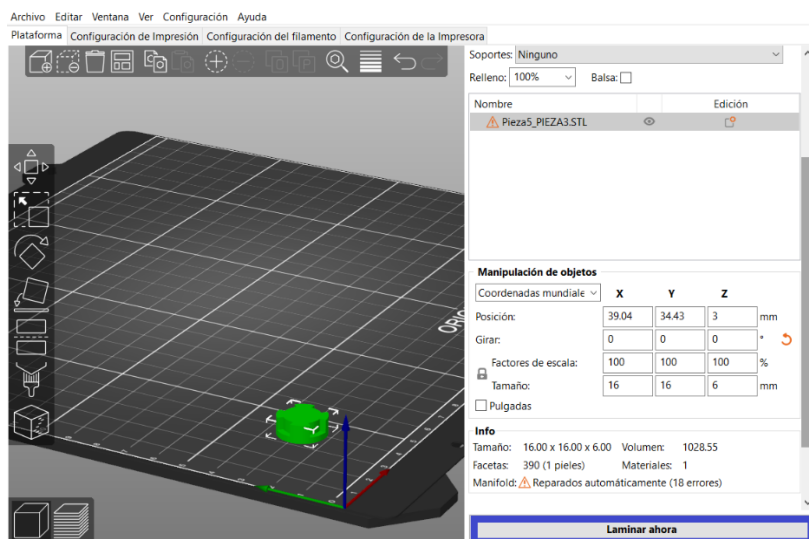 Archivo Editar Ventana Ver Configuración Ayuda
Plataforma Configuración de Impresión Configuración del filamento Configuración de la Impresora
Soportes: Ninguno
Relleno: 100% Balsa:
Nombre Edición
Pieza5_PIEZA3.STL
Manipulación de objetos
Coordenadas mundiale X Y Z
Posición: 39.04 34.43 3 mm
Girar: 0 0 0 °
Factores de escala: 100 100 100 %
Tamaño: 16 16 6 mm
Pulgadas
Info
Tamaño: 16.00 x 16.00 x 6.00 Volumen: 1028.55
Facetas: 390 (1 pieles) Materiales: 1
Manifold: Reparados automáticamente (18 errores)
Laminar ahora